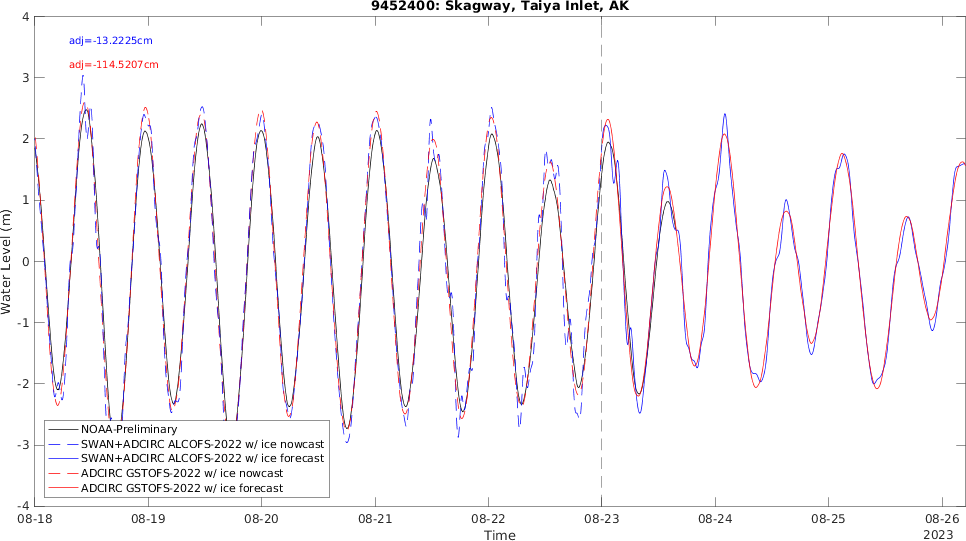 9452400: Skagway, Taiya Inlet, AK
adj=-13.2225cm
adj=-114.5207cm
Water Level (m)
4
3
2
1
0
-1
-2
-3
-4
NOAA-Preliminary
SWAN+ADCIRC ALCOFS-2022 w/ ice nowcast
SWAN+ADCIRC ALCOFS-2022 w/ ice forecast
ADCIRC GSTOFS-2022 w/ ice nowcast
ADCIRC GSTOFS-2022 w/ ice forecast
08-18 08-19 08-20 08-21 08-22 08-23 08-24 08-25 08-26
Time
2023